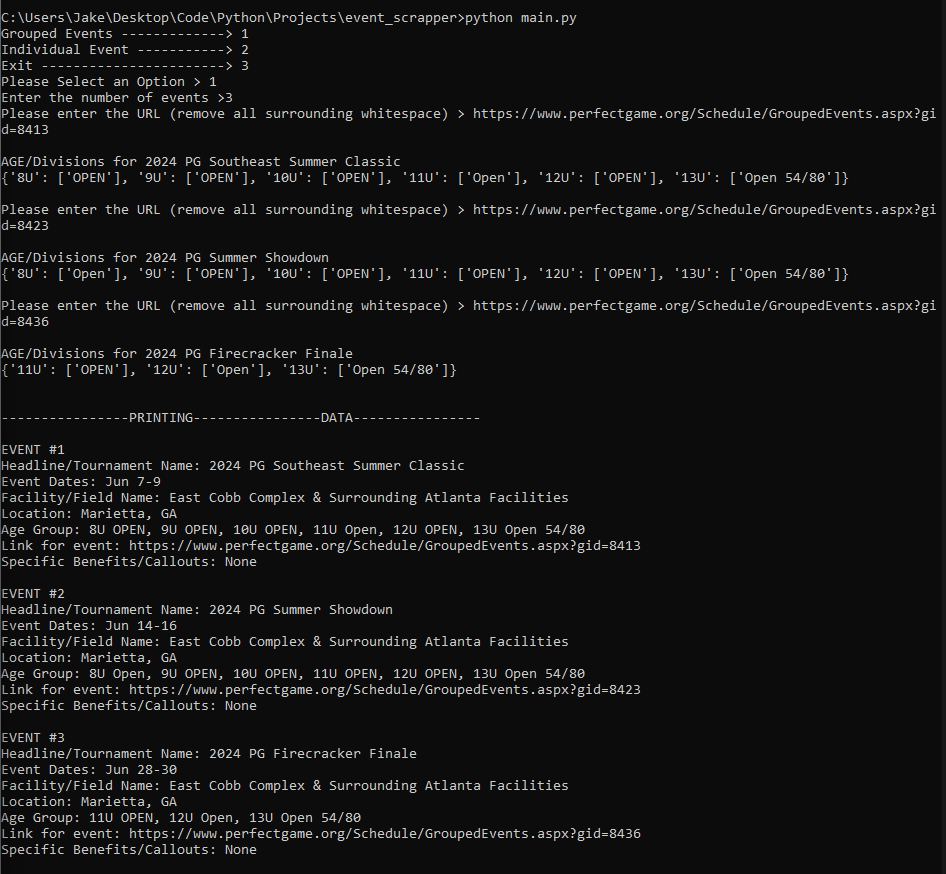 C:\Users\Jake\Desktop\Code\Python\Projects\event_scrapper>python main.py
Grouped Events -------------> 1
Individual Event -----------> 2
Exit -----------------------> 3
Please Select an Option > 1
Enter the number of events >3
Please enter the URL (remove all surrounding whitespace) > https://www.perfectgame.org/Schedule/GroupedEvents.aspx?gi
d=8413
AGE/Divisions for 2024 PG Southeast Summer Classic
{'8U': ['OPEN'], '9U': ['OPEN'], '10U': ['OPEN'], '11U': ['Open'], '12U': ['OPEN'], '13U': ['Open 54/80']}
Please enter the URL (remove all surrounding whitespace) > https://www.perfectgame.org/Schedule/GroupedEvents.aspx?gi
d=8423
AGE/Divisions for 2024 PG Summer Showdown
{'8U': ['Open'], '9U': ['OPEN'], '10U': ['OPEN'], '11U': ['OPEN'], '12U': ['OPEN'], '13U': ['Open 54/80']}
Please enter the URL (remove all surrounding whitespace) > https://www.perfectgame.org/Schedule/GroupedEvents.aspx?gi
d=8436
AGE/Divisions for 2024 PG Firecracker Finale
{'11U': ['OPEN'], '12U': ['Open'], '13U': ['Open 54/80']}
----------------PRINTING----------------DATA----------------
EVENT #1
Headline/Tournament Name: 2024 PG Southeast Summer Classic
Event Dates: Jun 7-9
Facility/Field Name: East Cobb Complex & Surrounding Atlanta Facilities
Location: Marietta, GA
Age Group: 8U OPEN, 9U OPEN, 10U OPEN, 11U Open, 12U OPEN, 13U Open 54/80
Link for event: https://www.perfectgame.org/Schedule/GroupedEvents.aspx?gid=8413
Specific Benefits/Callouts: None
EVENT #2
Headline/Tournament Name: 2024 PG Summer Showdown
Event Dates: Jun 14-16
Facility/Field Name: East Cobb Complex & Surrounding Atlanta Facilities
Location: Marietta, GA
Age Group: 8U Open, 9U OPEN, 10U OPEN, 11U OPEN, 12U OPEN, 13U Open 54/80
Link for event: https://www.perfectgame.org/Schedule/GroupedEvents.aspx?gid=8423
Specific Benefits/Callouts: None
EVENT #3
Headline/Tournament Name: 2024 PG Firecracker Finale
Event Dates: Jun 28-30
Facility/Field Name: East Cobb Complex & Surrounding Atlanta Facilities
Location: Marietta, GA
Age Group: 11U OPEN, 12U Open, 13U Open 54/80
Link for event: https://www.perfectgame.org/Schedule/GroupedEvents.aspx?gid=8436
Specific Benefits/Callouts: None